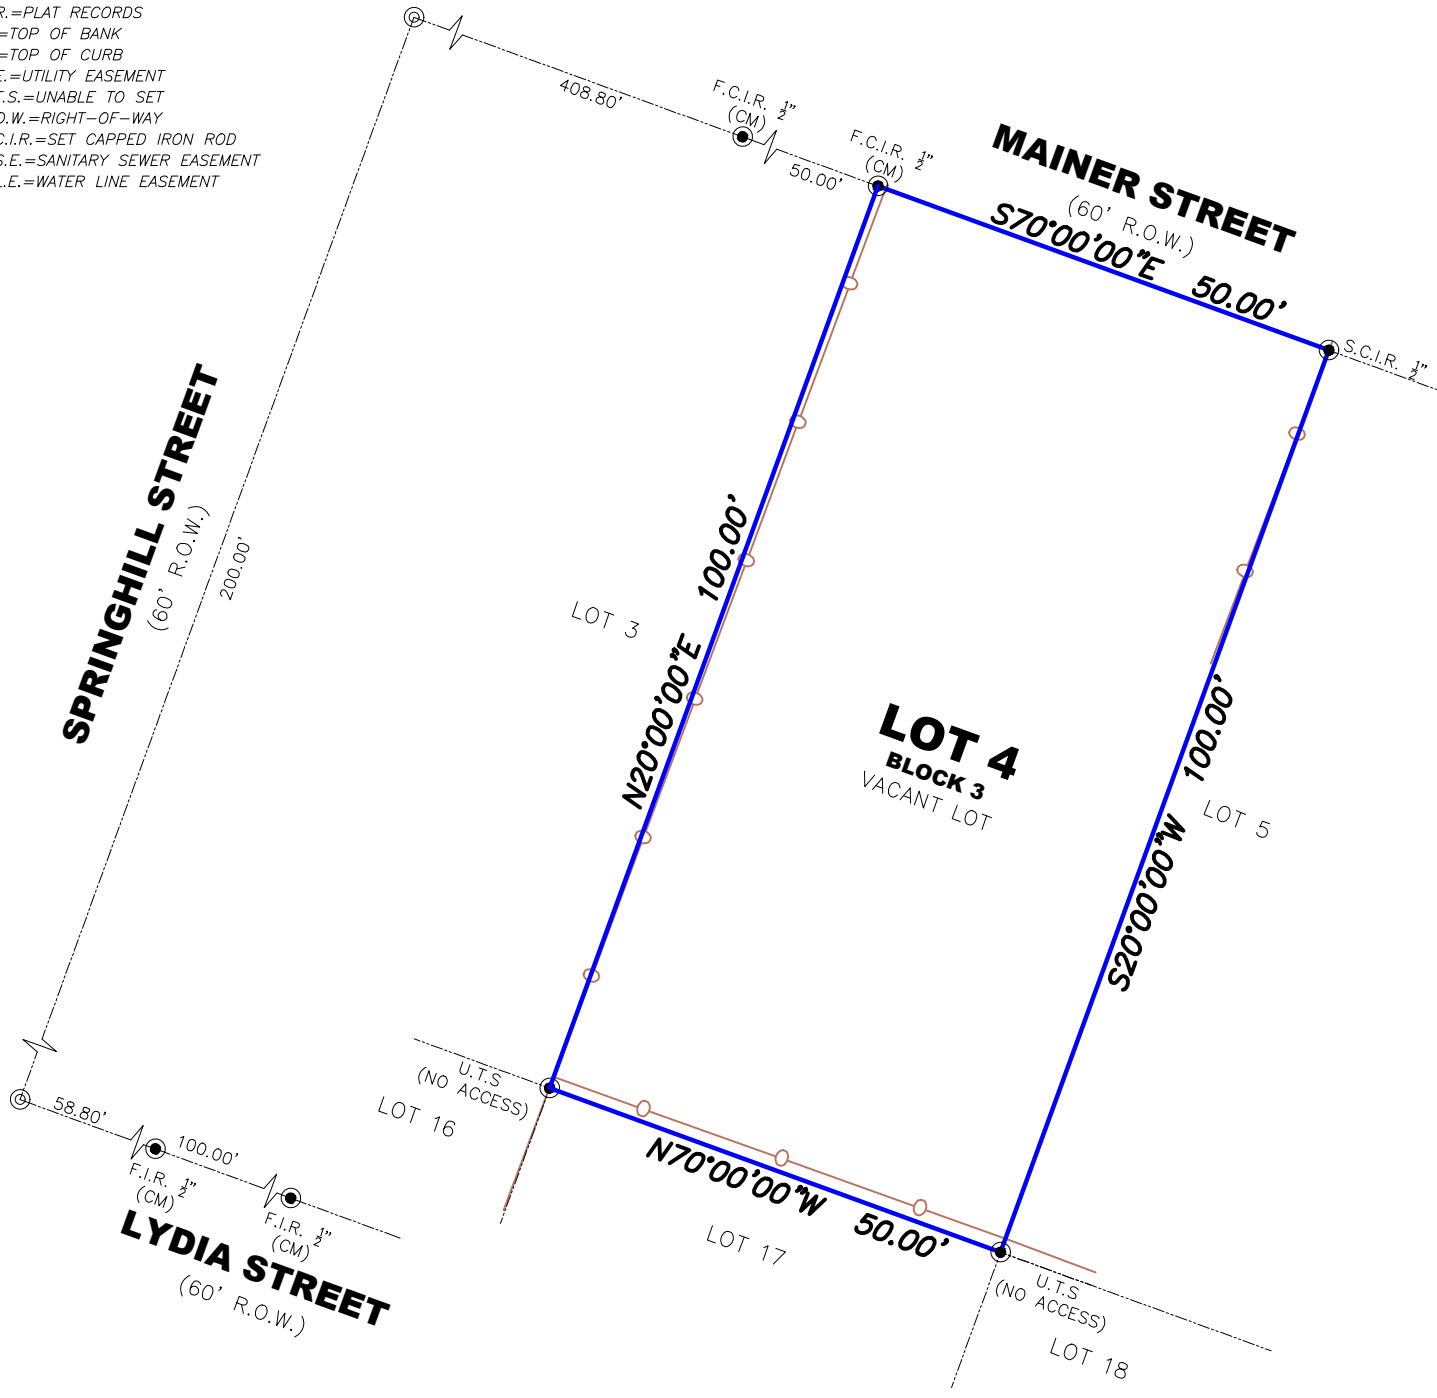 R.=PLAT RECORDS
=TOP OF BANK
=TOP OF CURB
E.=UTILITY EASEMENT
T.S.=UNABLE TO SET
O.W.=RIGHT-OF-WAY
C.I.R.=SET CAPPED IRON ROD
S.E.=SANITARY SEWER EASEMENT
L.E.=WATER LINE EASEMENT
408.80'
F.C.I.R. 1/2"
(CM)
50.00'
F.C.I.R. 1/2"
(CM)
MAINER STREET
(60' R.O.W.)
S70°00'00"E 50.00'
S.C.I.R. 1/2"
SPRINGHILL STREET
(60' R.O.W.)
200.00'
LOT 3
N20°00'00"E 100.00'
LOT 4
BLOCK 3
VACANT LOT
S20°00'00"W 100.00'
LOT 5
U.T.S
(NO ACCESS)
LOT 16
58.80'
100.00'
F.I.R. 1/2"
(CM)
F.I.R. 1/2"
(CM)
LYDIA STREET
(60' R.O.W.)
N70°00'00"W 50.00'
LOT 17
U.T.S
(NO ACCESS)
LOT 18